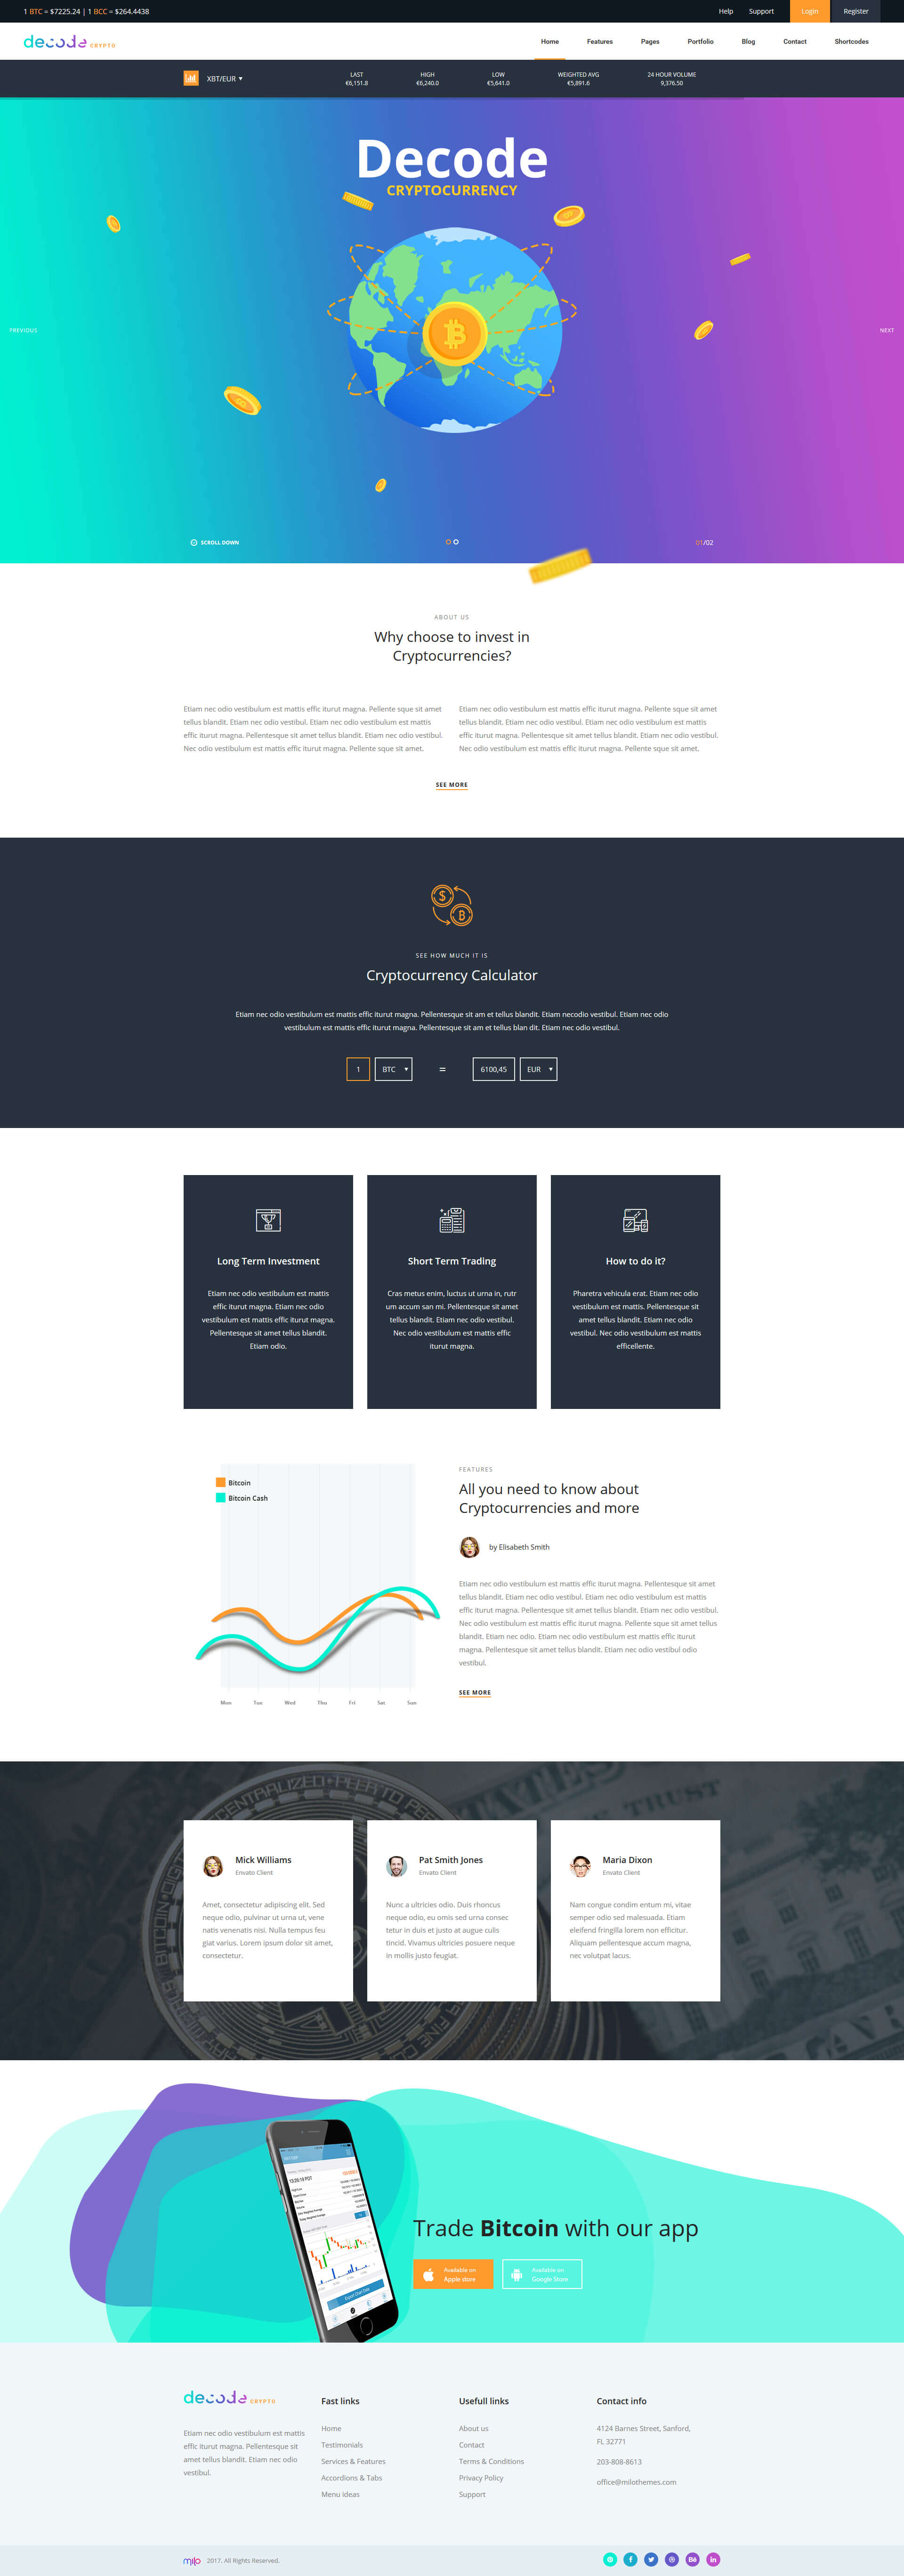 1 BTC = $7225.24 | 1 BCC = $264.4438
Help Support Login Register
decode CRYPTO
Home Features Pages Portfolio Blog Contact Shortcodes
XBT/EUR
LAST HIGH LOW WEIGHTED AVG 24 HOUR VOLUME
€6,151.8 €6,240.0 €5,641.0 €5,891.6 9,376.50
Decode
CRYPTOCURRENCY
PREVIOUS
NEXT
SCROLL DOWN
01/02
ABOUT US
Why choose to invest in
Cryptocurrencies?
Etiam nec odio vestibulum est mattis effic iturut magna. Pellente sque sit amet
tellus blandit. Etiam nec odio vestibul. Etiam nec odio vestibulum est mattis
effic iturut magna. Pellentesque sit amet tellus blandit. Etiam nec odio vestibul.
Nec odio vestibulum est mattis effic iturut magna. Pellente sque sit amet.
Etiam nec odio vestibulum est mattis effic iturut magna. Pellente sque sit amet
tellus blandit. Etiam nec odio vestibul. Etiam nec odio vestibulum est mattis
effic iturut magna. Pellentesque sit amet tellus blandit. Etiam nec odio vestibul.
Nec odio vestibulum est mattis effic iturut magna. Pellente sque sit amet.
SEE MORE
SEE HOW MUCH IT IS
Cryptocurrency Calculator
Etiam nec odio vestibulum est mattis effic iturut magna. Pellentesque sit am et tellus blandit. Etiam necodio vestibul. Etiam nec odio
vestibulum est mattis effic iturut magna. Pellentesque sit am et tellus blan dit. Etiam nec odio vestibul.
1 BTC = 6100,45 EUR
Long Term Investment
Etiam nec odio vestibulum est mattis
effic iturut magna. Etiam nec odio
vestibulum est mattis effic iturut magna.
Pellentesque sit amet tellus blandit.
Etiam odio.
Short Term Trading
Cras metus enim, luctus ut urna in, rutr
um accum san mi. Pellentesque sit amet
tellus blandit. Etiam nec odio vestibul.
Nec odio vestibulum est mattis effic
iturut magna.
How to do it?
Pharetra vehicula erat. Etiam nec odio
vestibulum est mattis. Pellentesque sit
amet tellus blandit. Etiam nec odio
vestibul. Nec odio vestibulum est mattis
efficellente.
Bitcoin
Bitcoin Cash
Mon Tue Wed Thu Fri Sat Sun
FEATURES
All you need to know about
Cryptocurrencies and more
by Elisabeth Smith
Etiam nec odio vestibulum est mattis effic iturut magna. Pellentesque sit amet
tellus blandit. Etiam nec odio vestibul. Etiam nec odio vestibulum est mattis
effic iturut magna. Pellentesque sit amet tellus blandit. Etiam nec odio vestibul.
Nec odio vestibulum est mattis effic iturut magna. Pellente sque sit amet tellus
blandit. Etiam nec odio. Etiam nec odio vestibulum est mattis effic iturut
magna. Pellentesque sit amet tellus blandit. Etiam nec odio vestibul odio
vestibul.
SEE MORE
Mick Williams
Envato Client
Amet, consectetur adipiscing elit. Sed
neque odio, pulvinar ut urna ut, vene
natis venenatis nisi. Nulla tempus feu
giat varius. Lorem ipsum dolor sit amet,
consectetur.
Pat Smith Jones
Envato Client
Nunc a ultricies odio. Duis rhoncus
neque odio, eu omis sed urna consec
tetur in duis et justo at augue culis
tincid. Vivamus ultricies posuere neque
in mollis justo feugiat.
Maria Dixon
Envato Client
Nam congue condim entum mi, vitae
semper odio sed malesuada. Etiam
eleifend fringilla lorem non efficitur.
Aliquam pellentesque accum magna,
nec volutpat lacus.
Trade Bitcoin with our app
Available on
Apple store
Available on
Google Store
decode CRYPTO
Etiam nec odio vestibulum est mattis
effic iturut magna. Pellentesque sit
amet tellus blandit. Etiam nec odio
vestibul.
Fast links
Home
Testimonials
Services & Features
Accordions & Tabs
Menu ideas
Usefull links
About us
Contact
Terms & Conditions
Privacy Policy
Support
Contact info
4124 Barnes Street, Sanford,
FL 32771
203-808-8613
office@milothemes.com
milo 2017. All Rights Reserved.